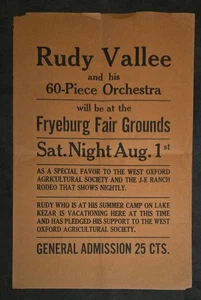 Rudy Vallee
and his
60-Piece Orchestra
will be at the
Fryeburg Fair Grounds
Sat. Night Aug. 1st
AS A SPECIAL FAVOR TO THE WEST OXFORD
AGRICULTURAL SOCIETY AND THE J-E RANCH
RODEO THAT SHOWS NIGHTLY.
RUDY WHO IS AT HIS SUMMER CAMP ON LAKE
KEZAR IS VACATIONING HERE AT THIS TIME
AND HAS PLEDGED HIS SUPPORT TO THE WEST
OXFORD AGRICULTURAL SOCIETY.
GENERAL ADMISSION 25 CTS.